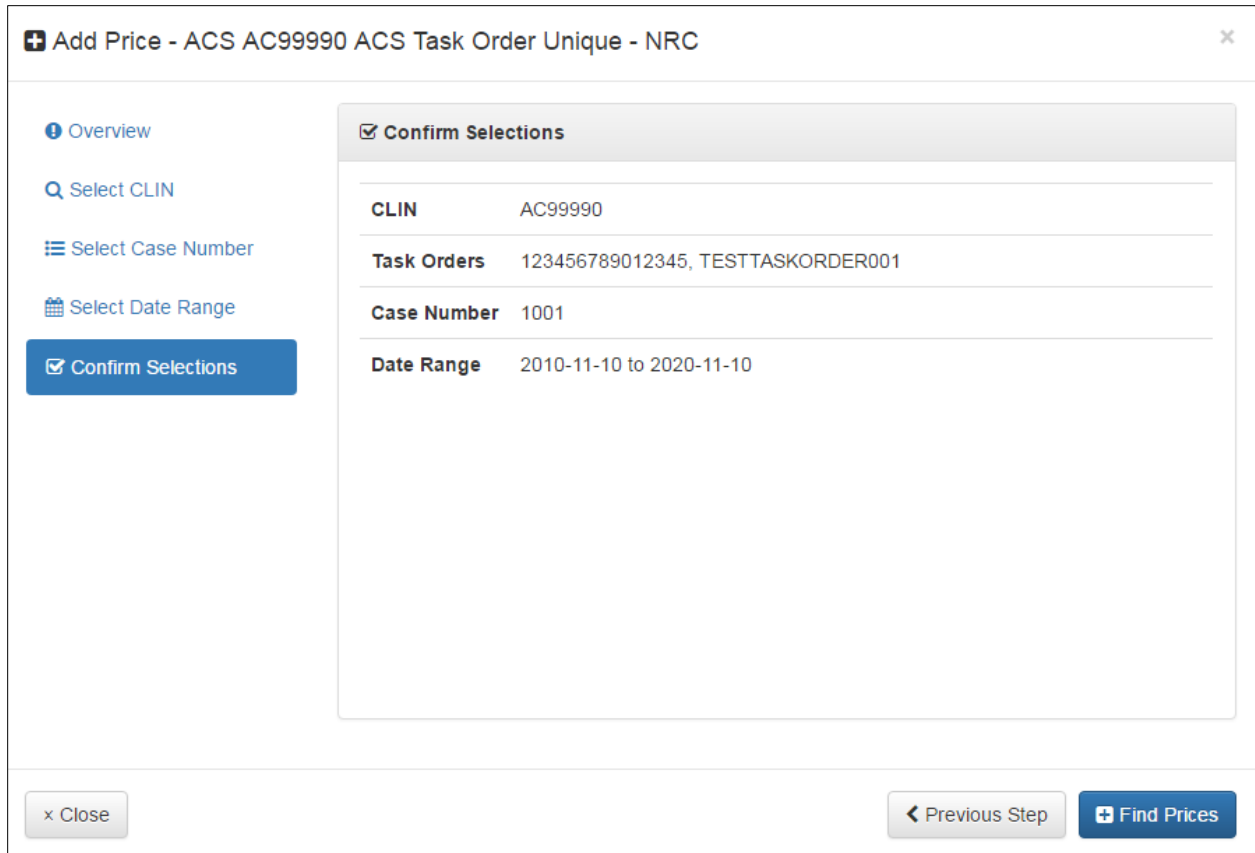 Add Price - ACS AC99990 ACS Task Order Unique - NRC ×
Overview
Select CLIN
Select Case Number
Select Date Range
Confirm Selections
Confirm Selections
CLIN AC99990
Task Orders 123456789012345, TESTTASKORDER001
Case Number 1001
Date Range 2010-11-10 to 2020-11-10
× Close
Previous Step
Find Prices